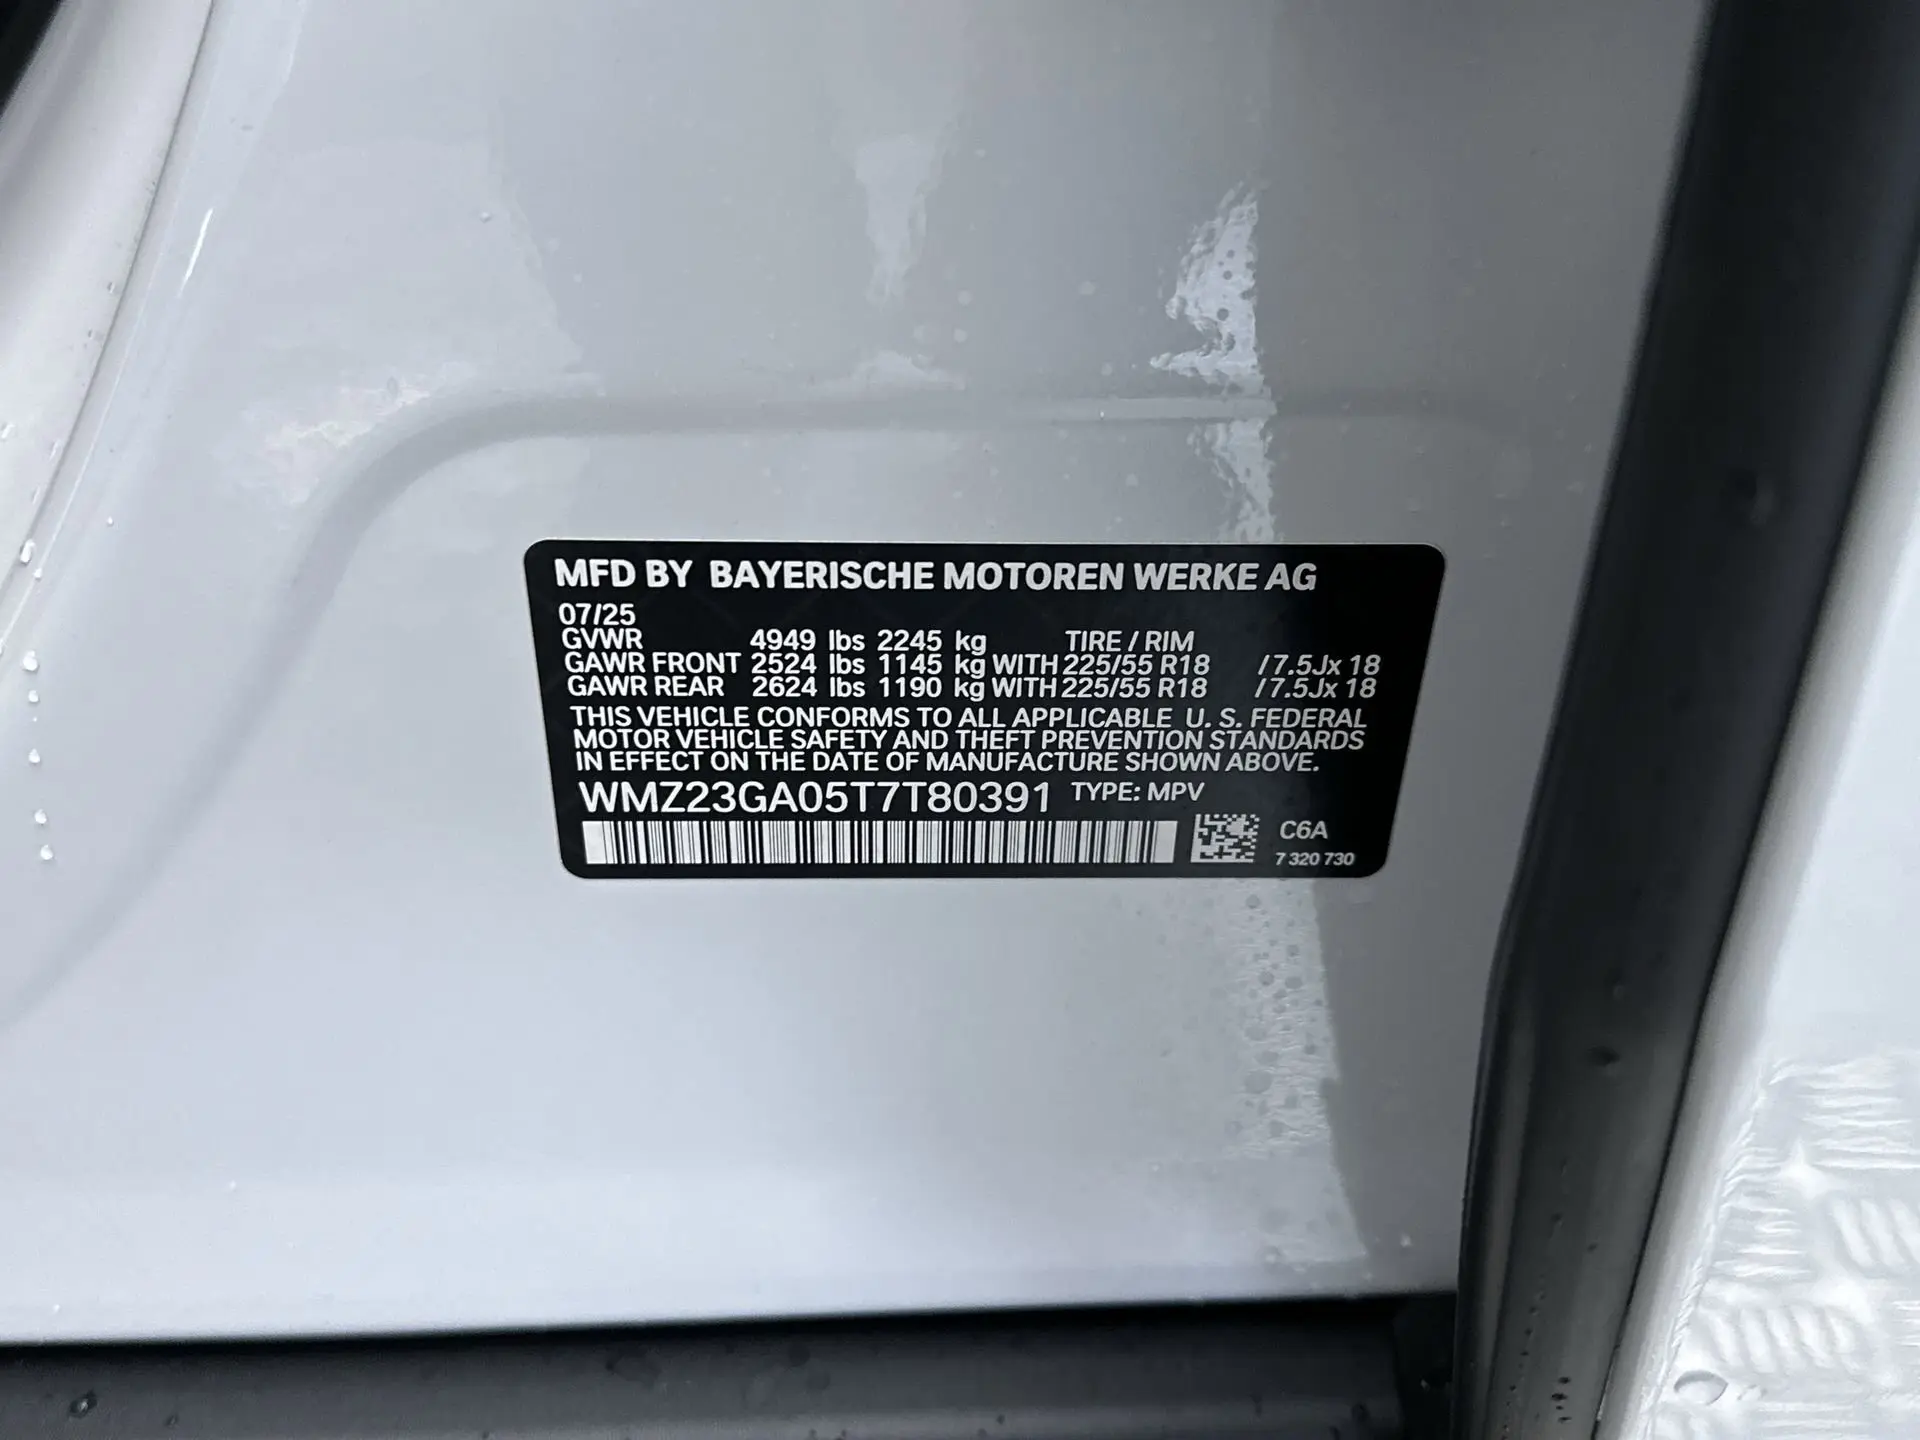 MFD BY BAYERISCHE MOTOREN WERKE AG
07/25
GVWR 4949 lbs 2245 kg TIRE / RIM
GAWR FRONT 2524 lbs 1145 kg WITH 225/55 R18 / 7.5Jx 18
GAWR REAR 2624 lbs 1190 kg WITH 225/55 R18 / 7.5Jx 18
THIS VEHICLE CONFORMS TO ALL APPLICABLE U. S. FEDERAL
MOTOR VEHICLE SAFETY AND THEFT PREVENTION STANDARDS
IN EFFECT ON THE DATE OF MANUFACTURE SHOWN ABOVE.
WMZ23GA05T7T80391 TYPE: MPV
C6A
7 320 730